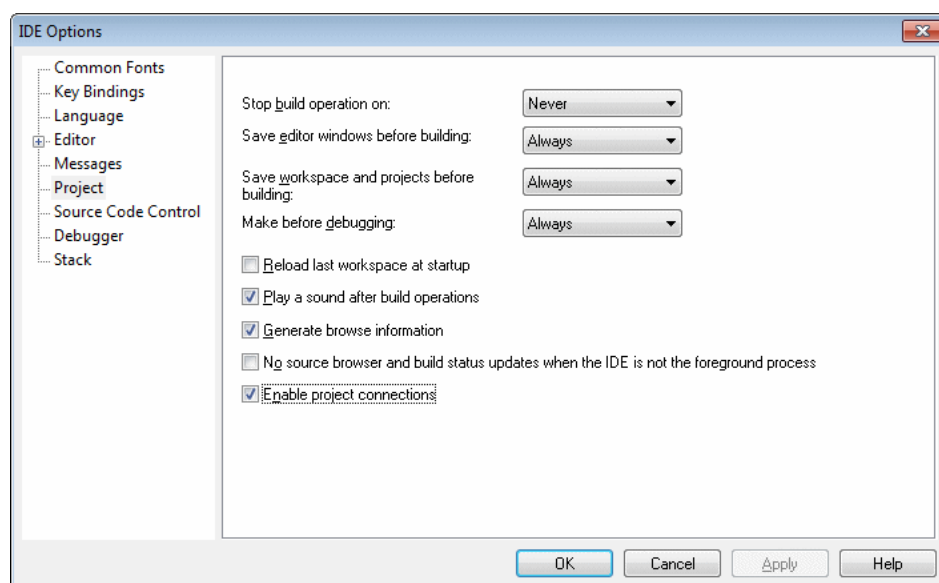 IDE Options
Common Fonts
Key Bindings
Language
Editor
Messages
Project
Source Code Control
Debugger
Stack
Stop build operation on: Never
Save editor windows before building: Always
Save workspace and projects before
building: Always
Make before debugging: Always
Reload last workspace at startup
Play a sound after build operations
Generate browse information
No source browser and build status updates when the IDE is not the foreground process
Enable project connections
OK Cancel Apply Help